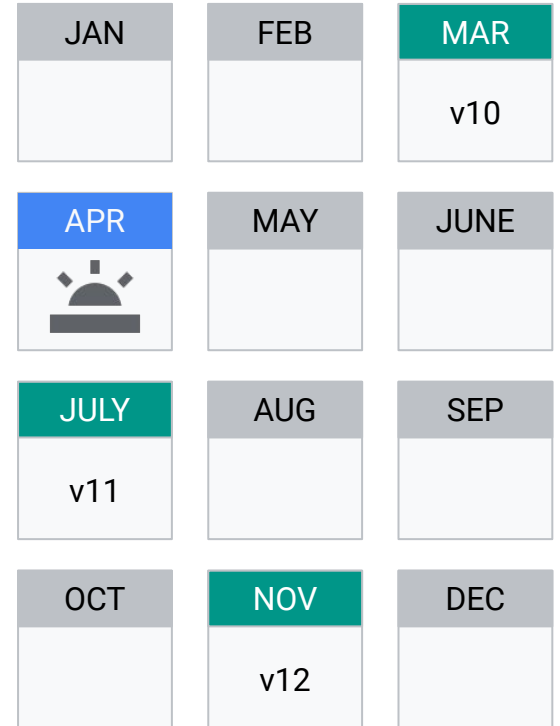 JAN FEB MAR
v10
APR MAY JUNE
JULY AUG SEP
v11
OCT NOV DEC
v12